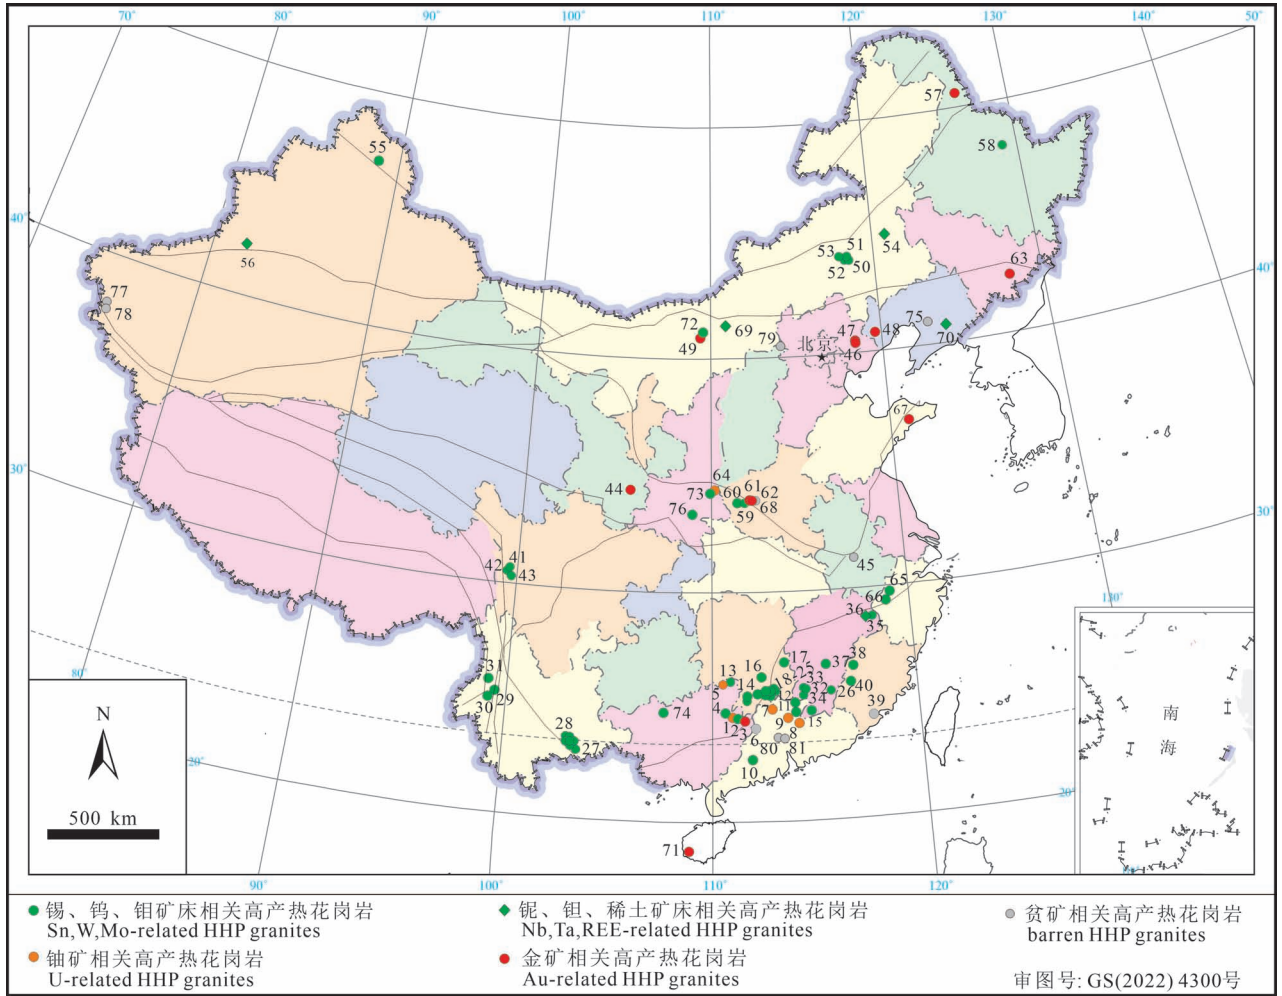 70° 80° 90° 100° 110° 120° 130° 140° 50°
57
58
55
40°
56
53 51
52 50
54
63
40°
77
78
72 69
49
79
北京
47
46
48
75
70
67
44
64
73 60 61 62
76 59 68
30°
30°
41
42 43
45
65
66
36 35
130°
80°
31
30 29
13 16 17
37 38
5 14 18 25
33
32 26 40
4 12 34 39
7 11
1 2 3 9 15
6 8
80 81
10
74
28
27
N
500 km
20°
20°
71
南
海
90° 100° 110° 120°
锡、钨、钼矿床相关高产热花岗岩
Sn,W,Mo-related HHP granites
铌、钽、稀土矿床相关高产热花岗岩
Nb,Ta,REE-related HHP granites
贫矿相关高产热花岗岩
barren HHP granites
铀矿相关高产热花岗岩
U-related HHP granites
金矿相关高产热花岗岩
Au-related HHP granites
审图号: GS(2022) 4300号